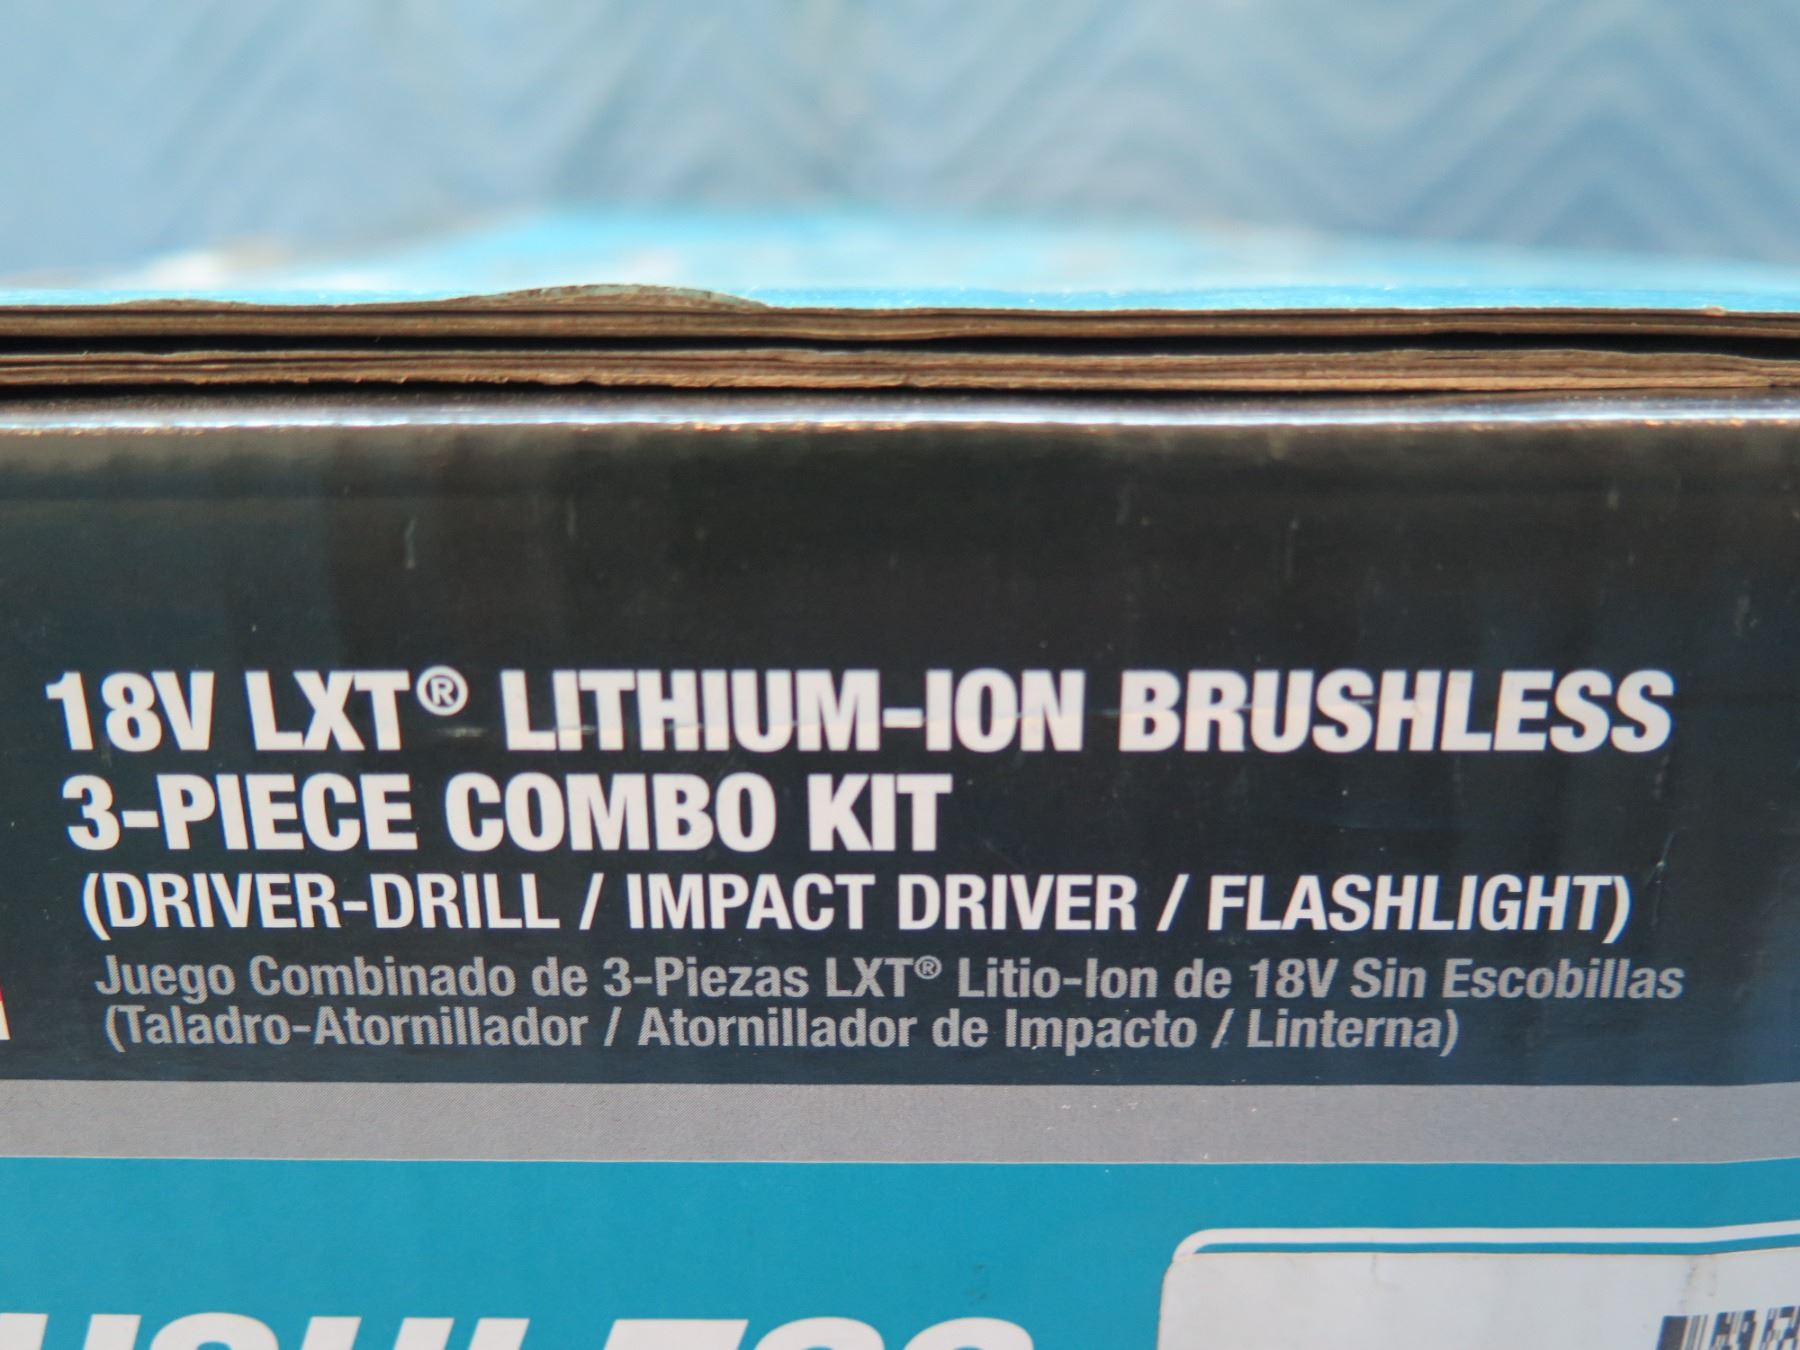 18V LXT® LITHIUM-ION BRUSHLESS
3-PIECE COMBO KIT
(DRIVER-DRILL / IMPACT DRIVER / FLASHLIGHT)
Juego Combinado de 3-Piezas LXT® Litio-Ion de 18V Sin Escobillas
(Taladro-Atornillador / Atornillador de Impacto / Linterna)